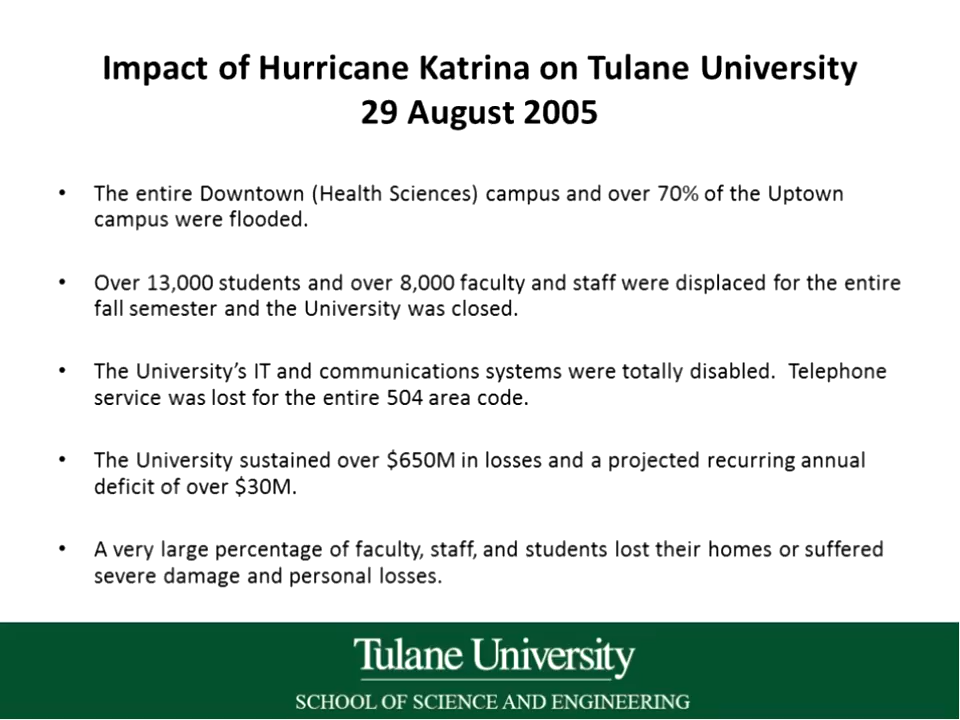 Impact of Hurricane Katrina on Tulane University
29 August 2005
• The entire Downtown (Health Sciences) campus and over 70% of the Uptown
campus were flooded.
• Over 13,000 students and over 8,000 faculty and staff were displaced for the entire
fall semester and the University was closed.
• The University’s IT and communications systems were totally disabled.  Telephone
service was lost for the entire 504 area code.
• The University sustained over $650M in losses and a projected recurring annual
deficit of over $30M.
• A very large percentage of faculty, staff, and students lost their homes or suffered
severe damage and personal losses.
Tulane University
SCHOOL OF SCIENCE AND ENGINEERING